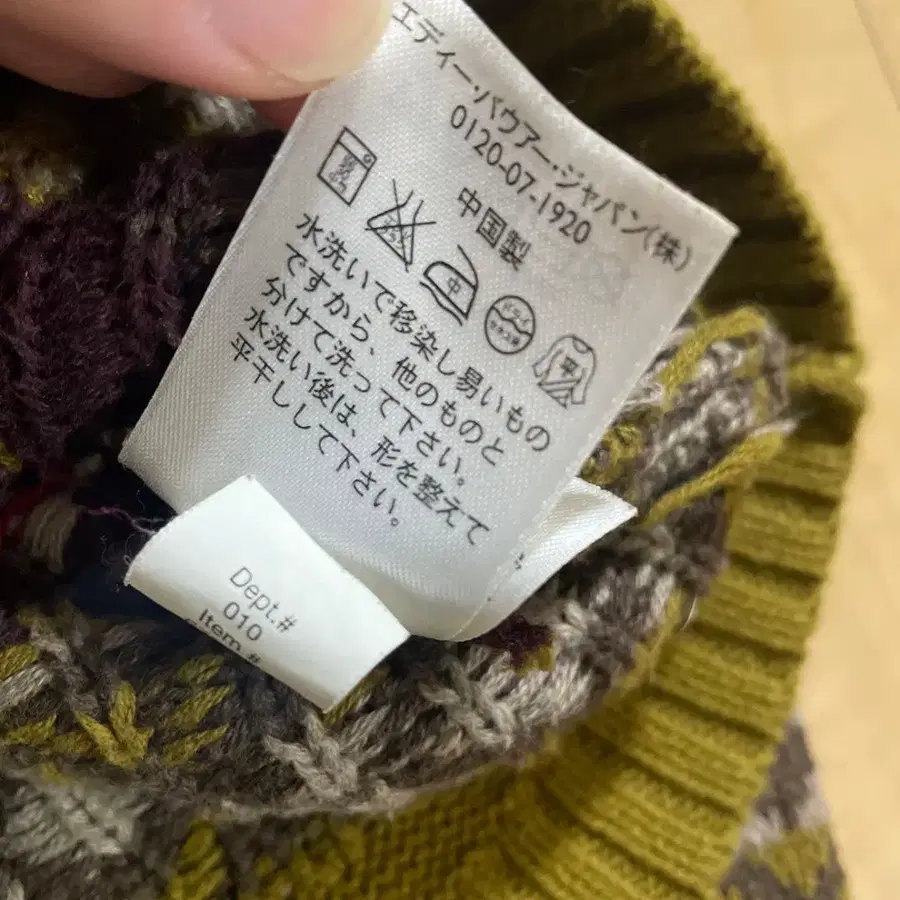 エディー・バウアー・ジャパン(株)
0120-07-1920
中国製
中
平
水洗いで移染し易いもの
ですから、他のものと
分けて洗って下さい。
水洗い後は、形を整えて
平干しして下さい。
Dept.#
010
Item #